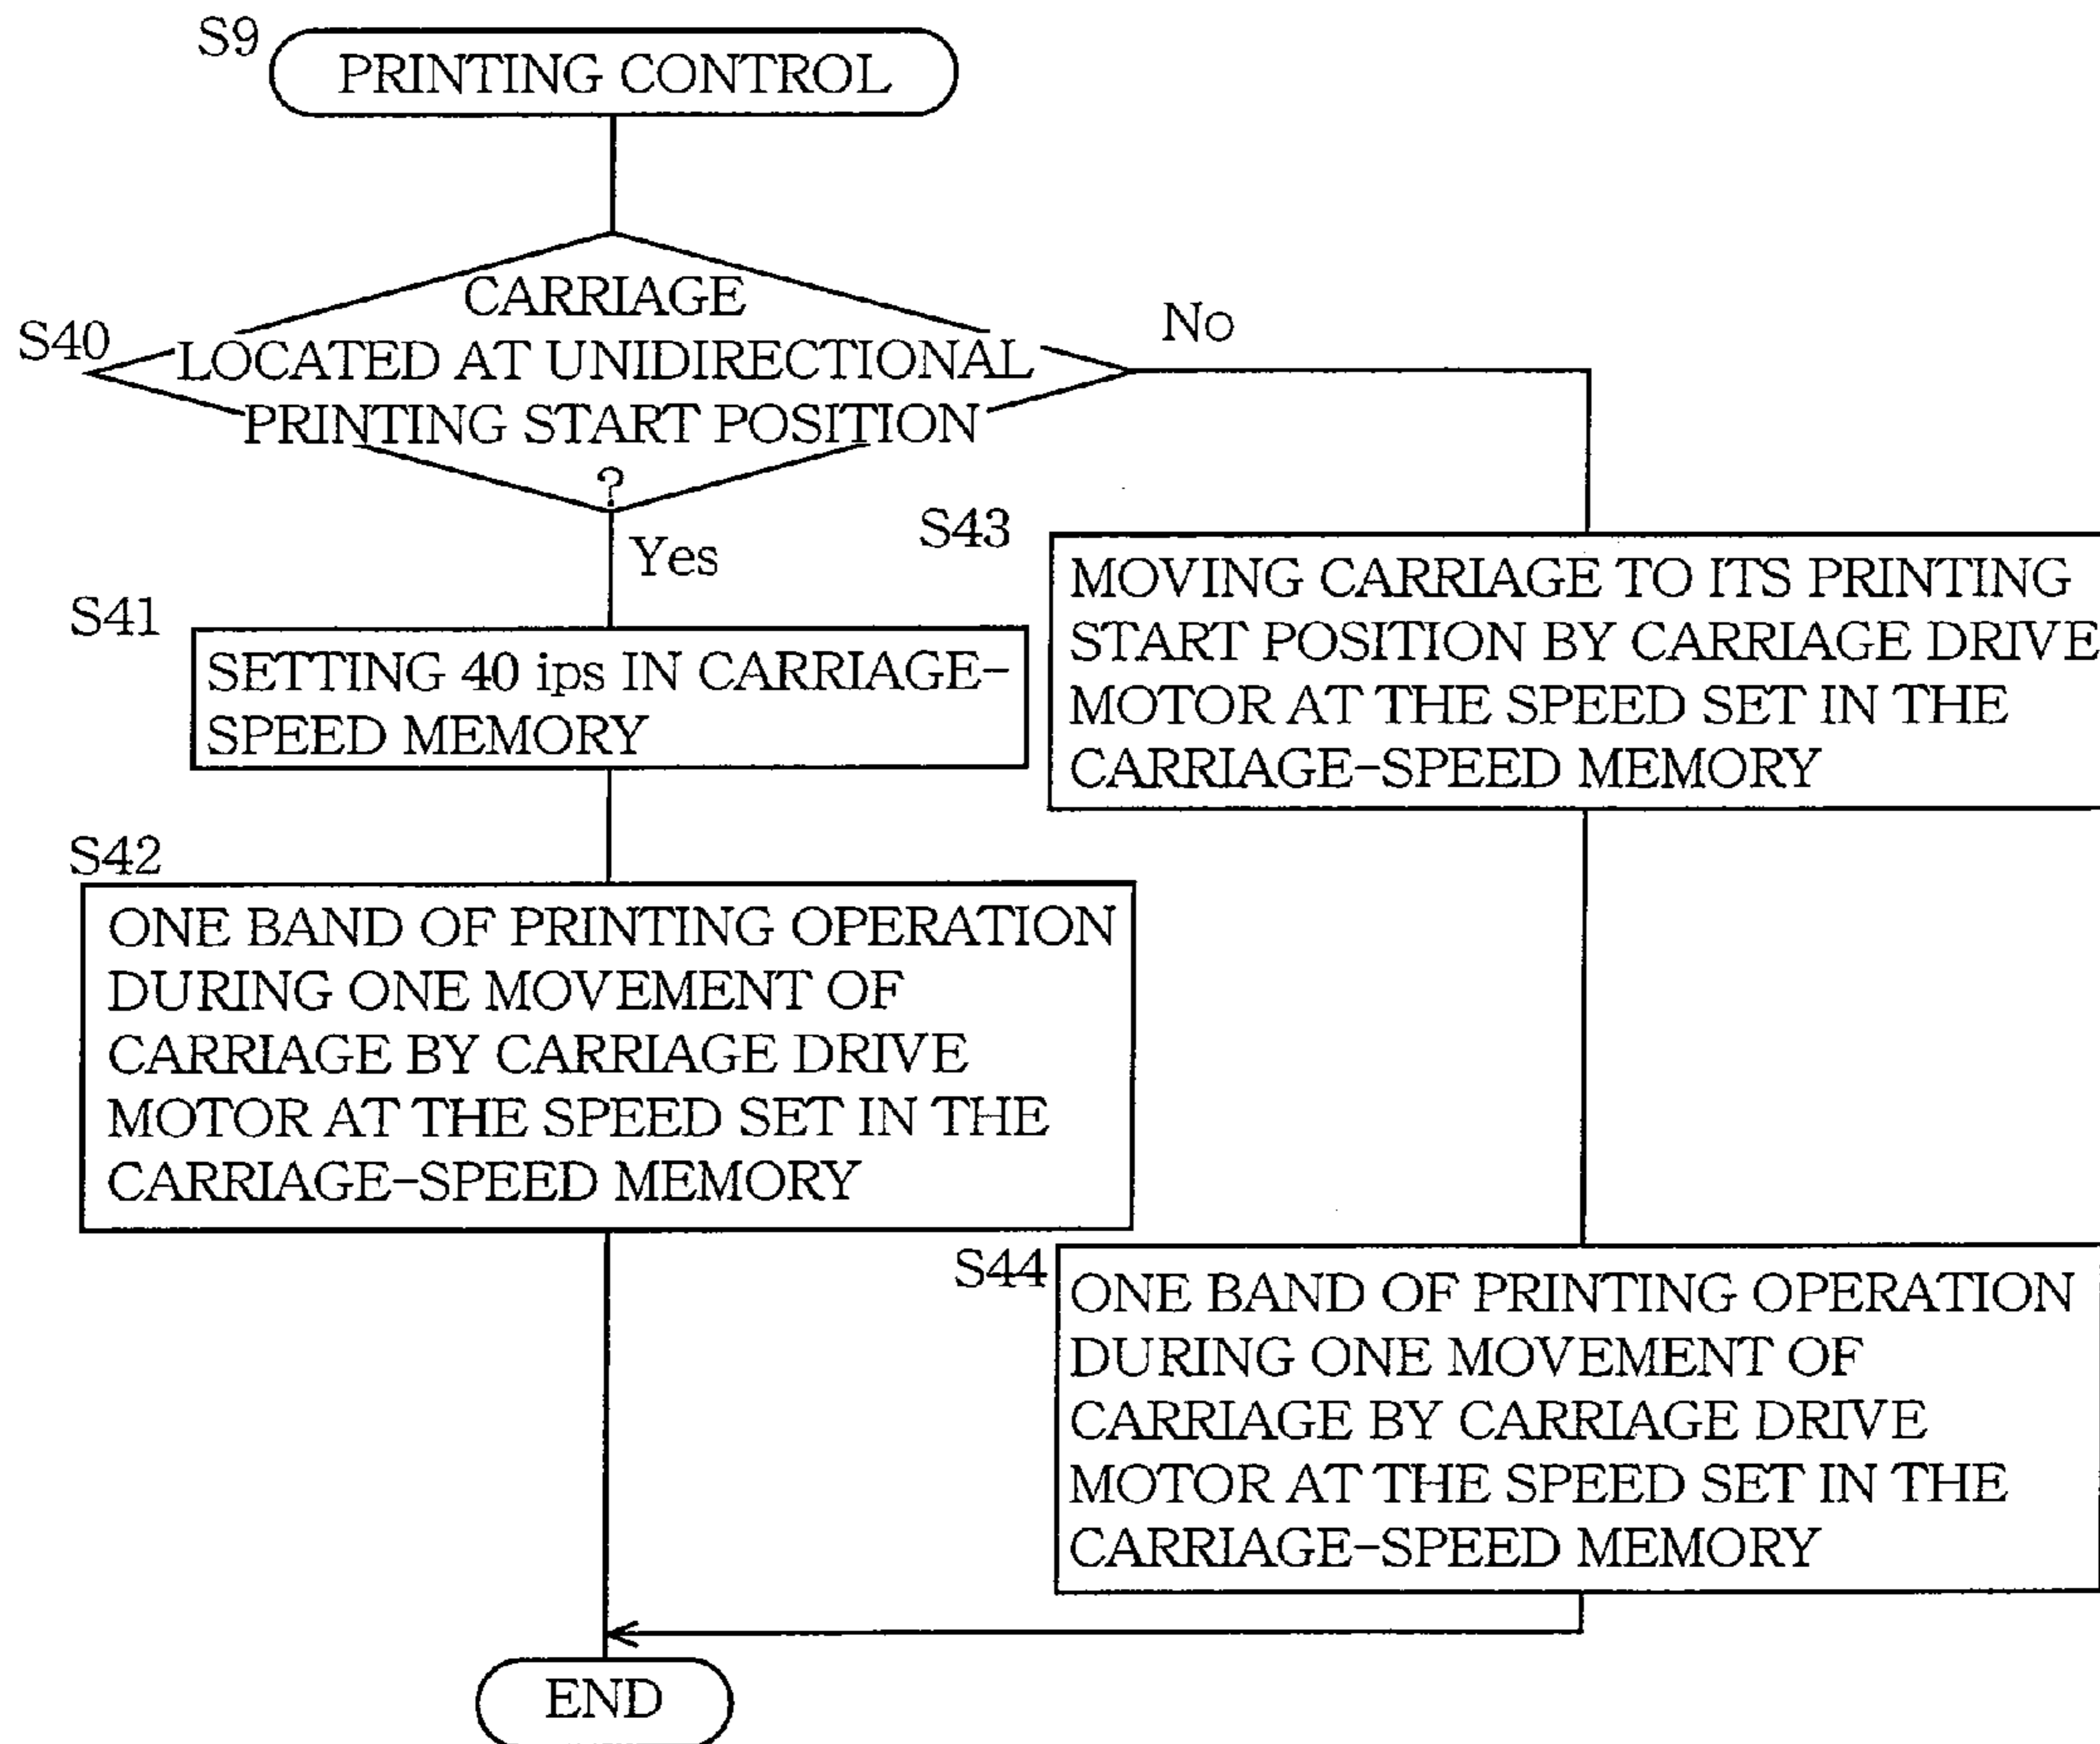 S9
PRINTING CONTROL
S40
CARRIAGE
LOCATED AT UNIDIRECTIONAL
PRINTING START POSITION
?
No
Yes
S41
SETTING 40 ips IN CARRIAGE-
SPEED MEMORY
S42
ONE BAND OF PRINTING OPERATION
DURING ONE MOVEMENT OF
CARRIAGE BY CARRIAGE DRIVE
MOTOR AT THE SPEED SET IN THE
CARRIAGE-SPEED MEMORY
S43
MOVING CARRIAGE TO ITS PRINTING
START POSITION BY CARRIAGE DRIVE
MOTOR AT THE SPEED SET IN THE
CARRIAGE-SPEED MEMORY
S44
ONE BAND OF PRINTING OPERATION
DURING ONE MOVEMENT OF
CARRIAGE BY CARRIAGE DRIVE
MOTOR AT THE SPEED SET IN THE
CARRIAGE-SPEED MEMORY
END